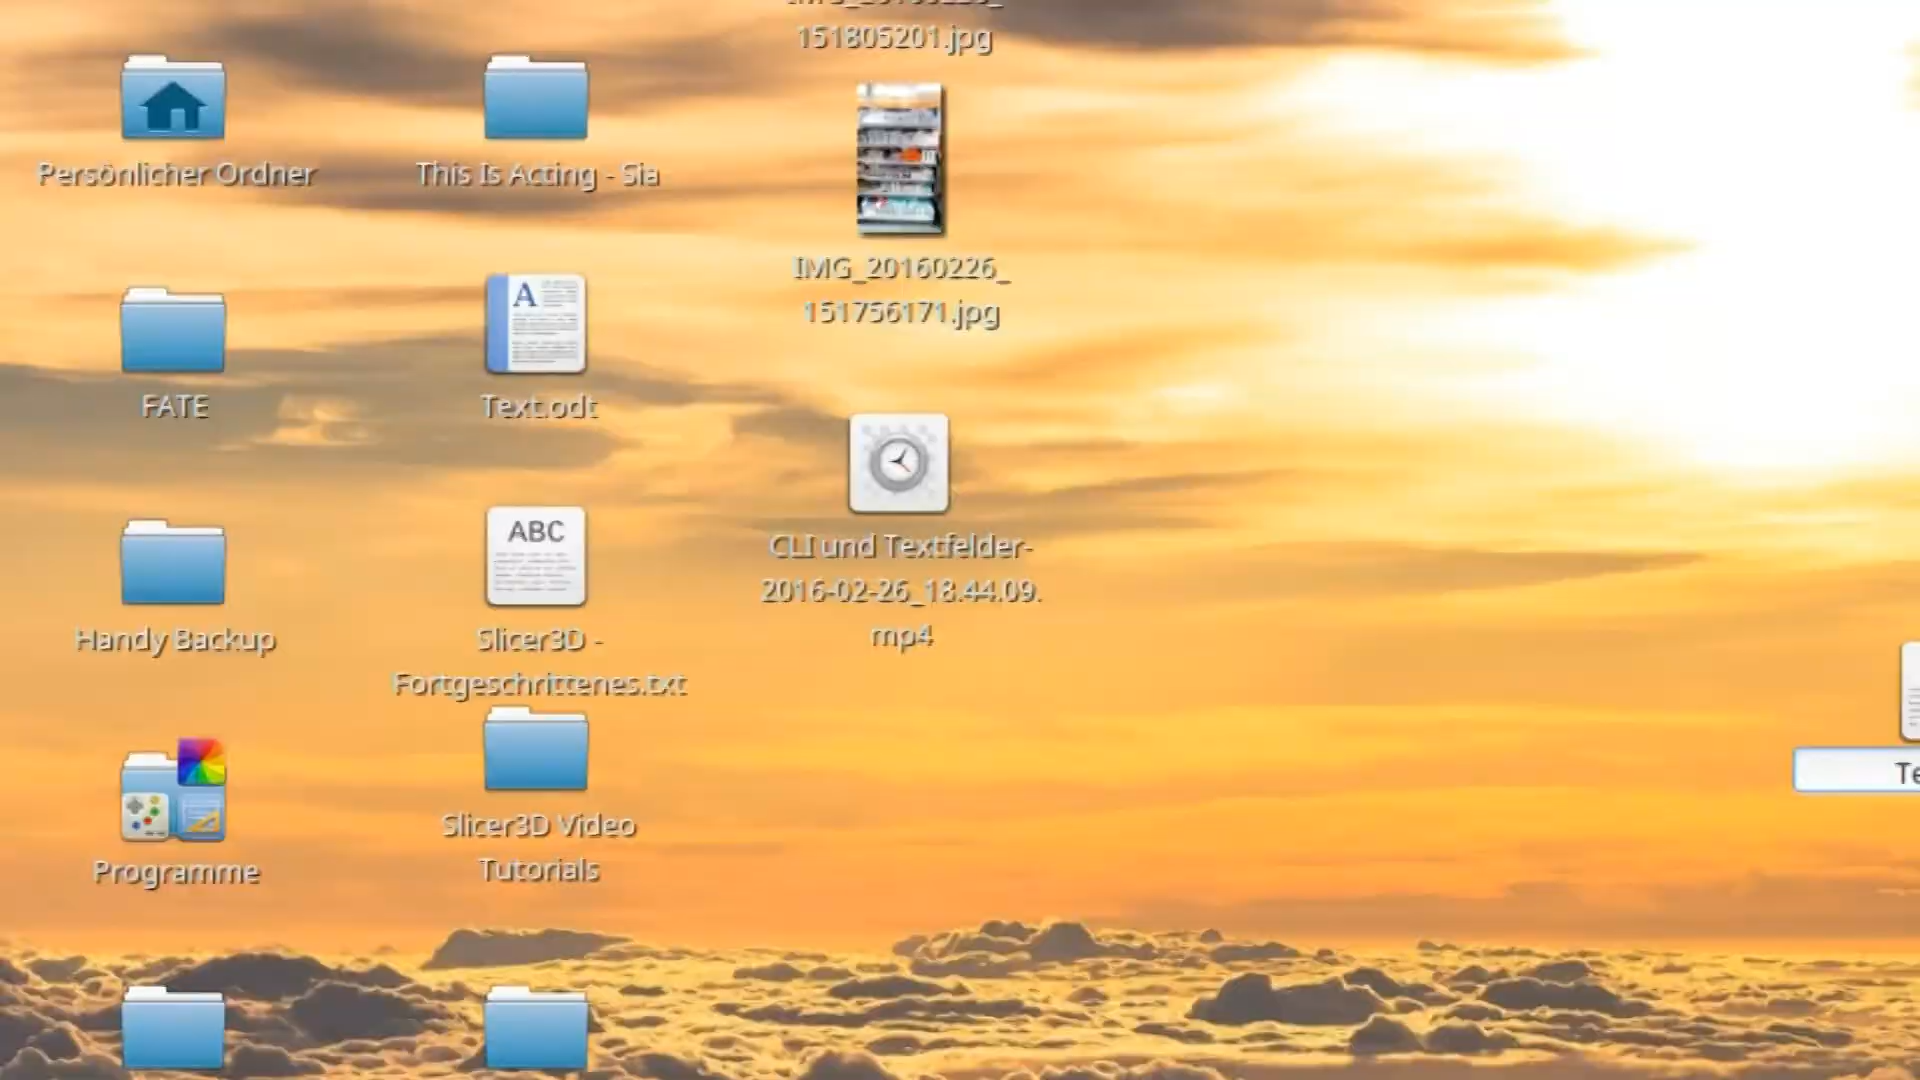 151805201.jpg
Persönlicher Ordner
This Is Acting - Sia
IMG_20160226_
151756171.jpg
FATE
Text.odt
ABC
CLI und Textfelder-
2016-02-26_18.44.09.
mp4
Handy Backup
Slicer3D -
Fortgeschrittenes.txt
Te
Slicer3D Video
Tutorials
Programme